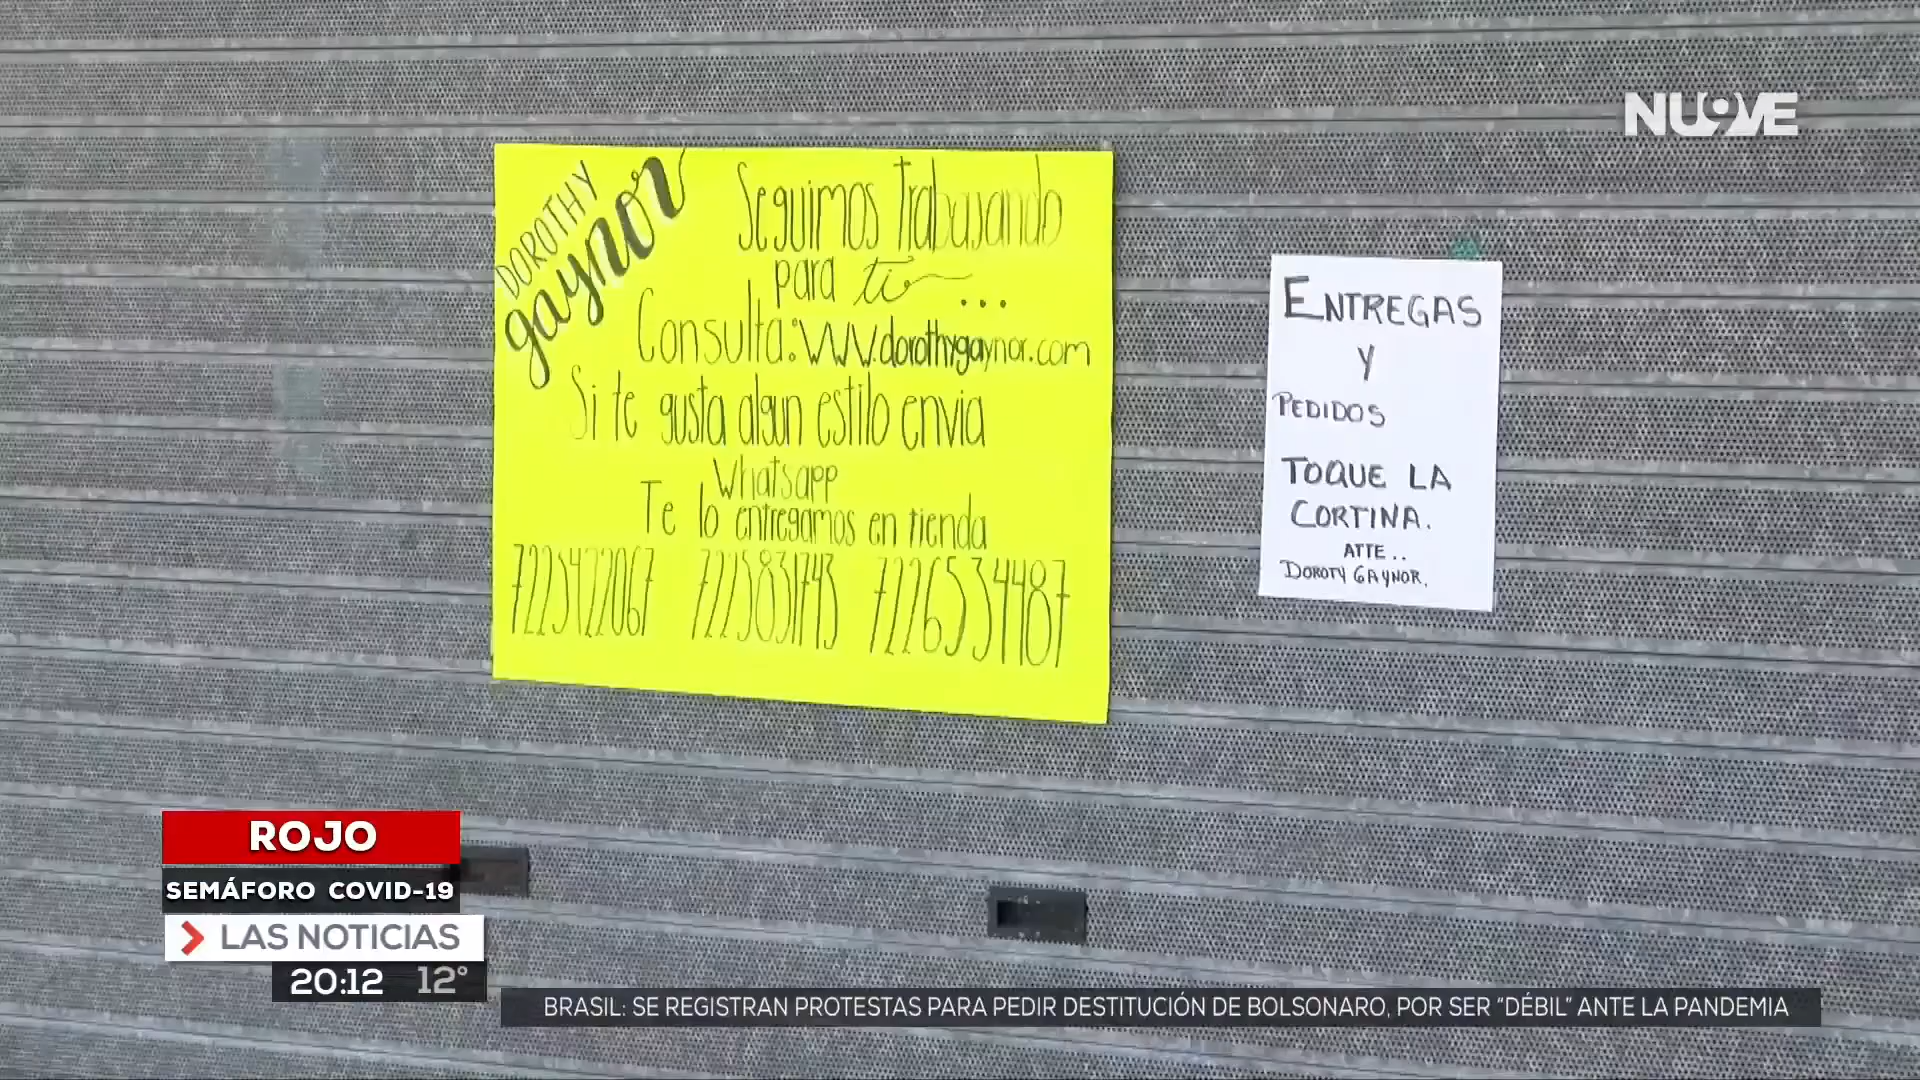 NU9VE
DOROTHY
gaynor
Seguimos trabajando
para ti...
Consulta: WWW.dorothygaynor.com
Si te gusta algun estilo envia
Whatsapp
Te lo entregamos en tienda
7225422067 7225831743 7226534487
ENTREGAS
Y
PEDIDOS
TOQUE LA
CORTINA.
ATTE..
DOROTY GAYNOR.
ROJO
SEMÁFORO COVID-19
LAS NOTICIAS
20:12 12°
BRASIL: SE REGISTRAN PROTESTAS PARA PEDIR DESTITUCIÓN DE BOLSONARO, POR SER "DÉBIL" ANTE LA PANDEMIA